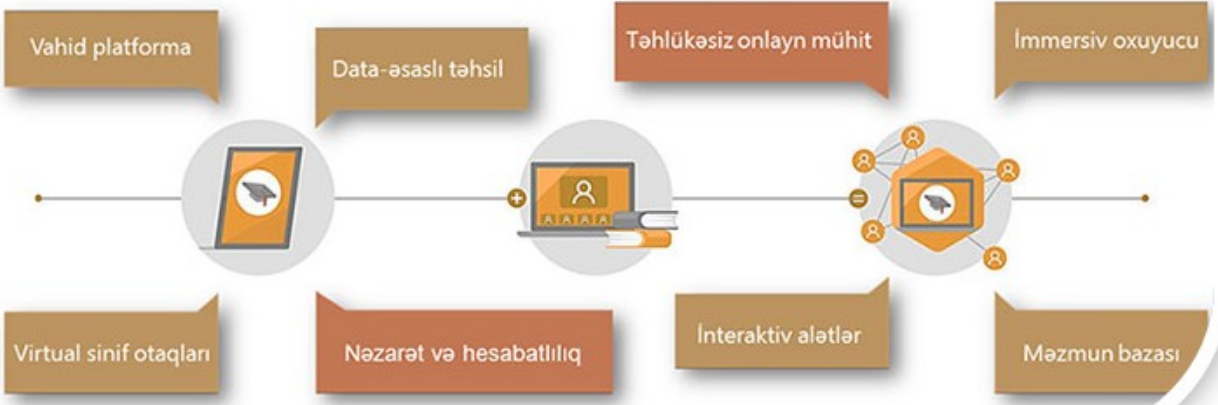 Vahid platforma
Data-əsaslı təhsil
Təhlükəsiz onlayn mühit
İmmersiv oxuyucu
Virtual sinif otaqları
Nəzarət və hesabatlılıq
İnteraktiv alətlər
Məzmun bazası